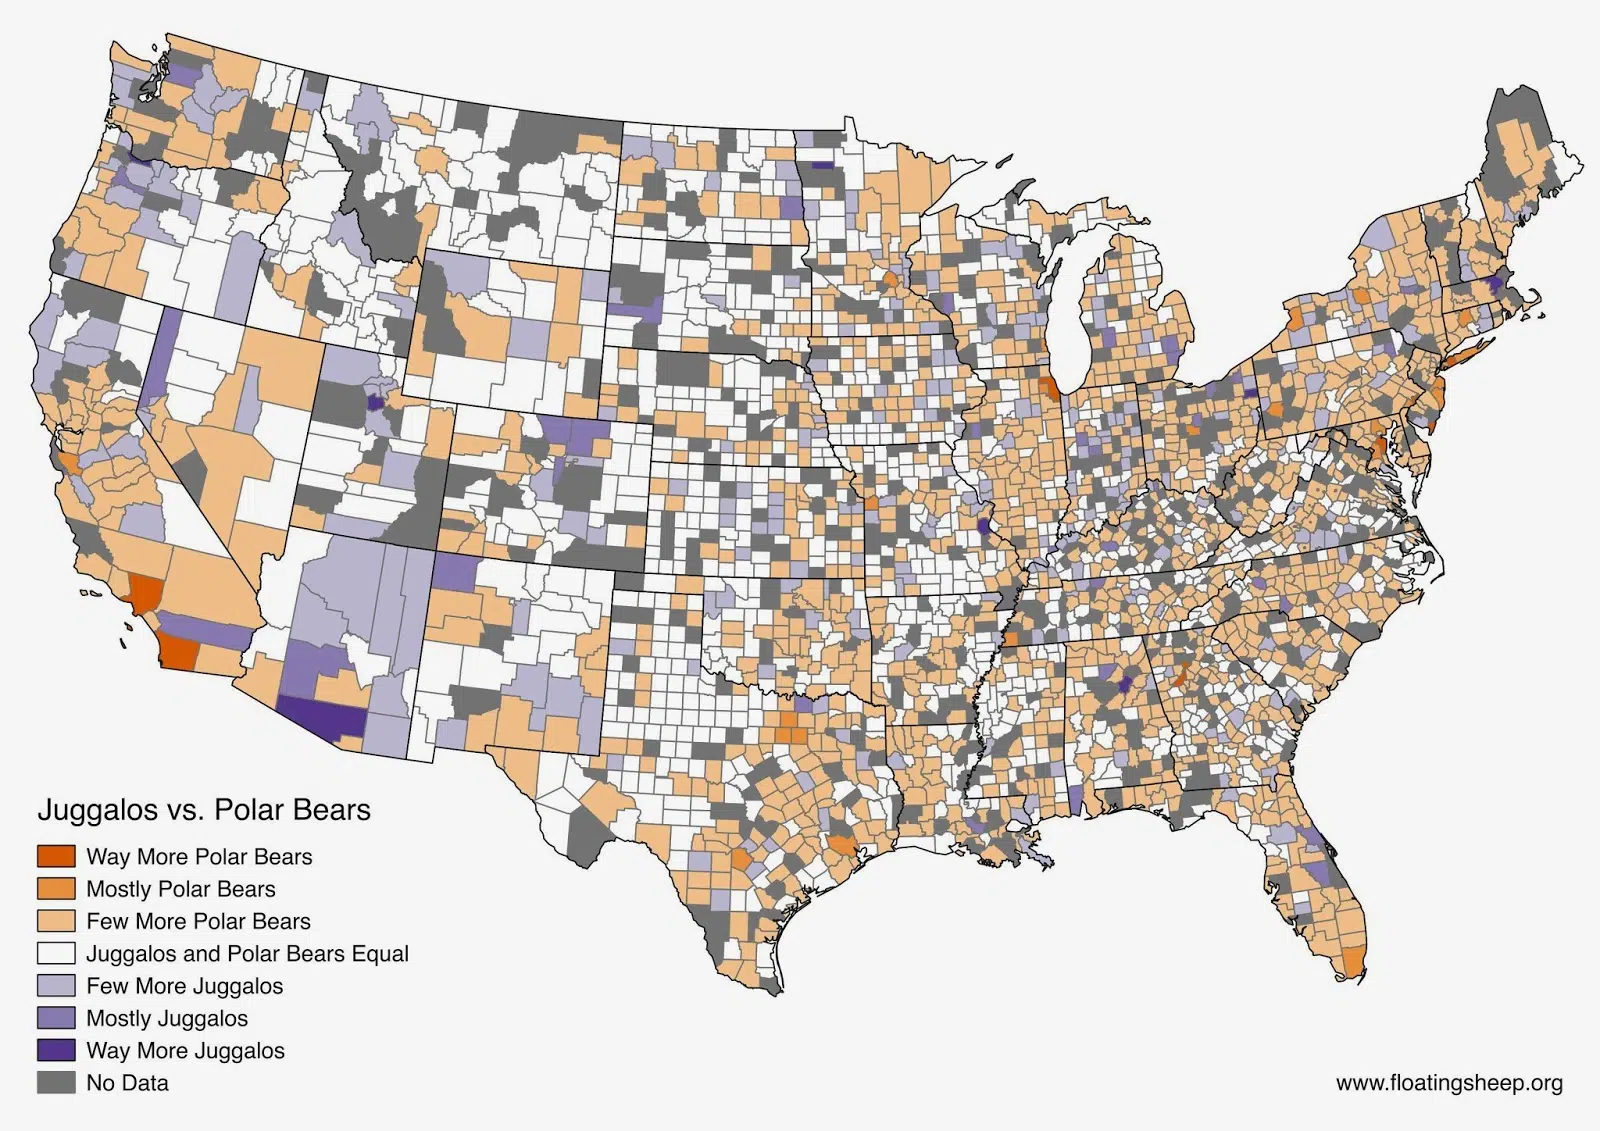 Juggalos vs. Polar Bears
Way More Polar Bears
Mostly Polar Bears
Few More Polar Bears
Juggalos and Polar Bears Equal
Few More Juggalos
Mostly Juggalos
Way More Juggalos
No Data
www.floatingsheep.org